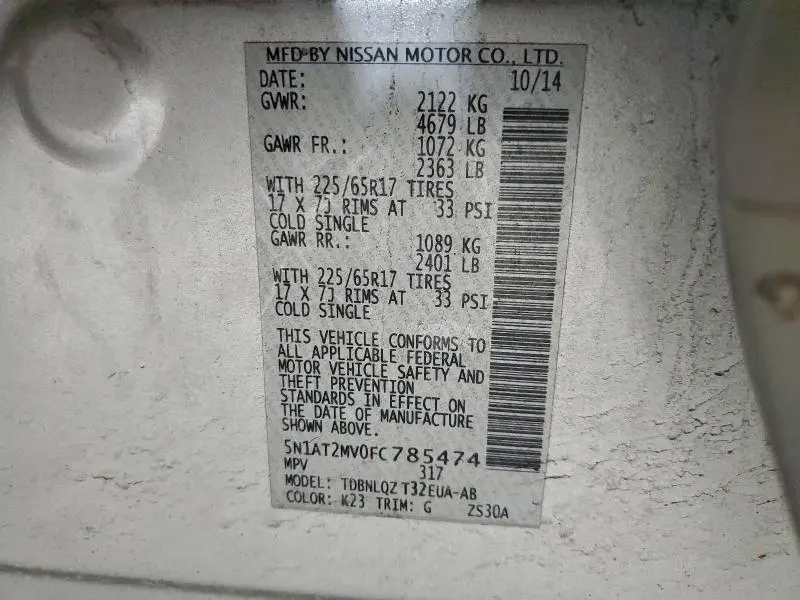 MFD BY NISSAN MOTOR CO., LTD.
DATE: 10/14
GVWR: 2122 KG
4679 LB
GAWR FR.: 1072 KG
2363 LB
WITH 225/65R17 TIRES
17 X 7J RIMS AT 33 PSI
COLD SINGLE
GAWR RR.: 1089 KG
2401 LB
WITH 225/65R17 TIRES
17 X 7J RIMS AT 33 PSI
COLD SINGLE
THIS VEHICLE CONFORMS TO
ALL APPLICABLE FEDERAL
MOTOR VEHICLE SAFETY AND
THEFT PREVENTION
STANDARDS IN EFFECT ON
THE DATE OF MANUFACTURE
SHOWN ABOVE.
5N1AT2MV0FC785474
MPV 317
MODEL: TDBNLQZ T32EUA-AB
COLOR: K23 TRIM: G ZS30A